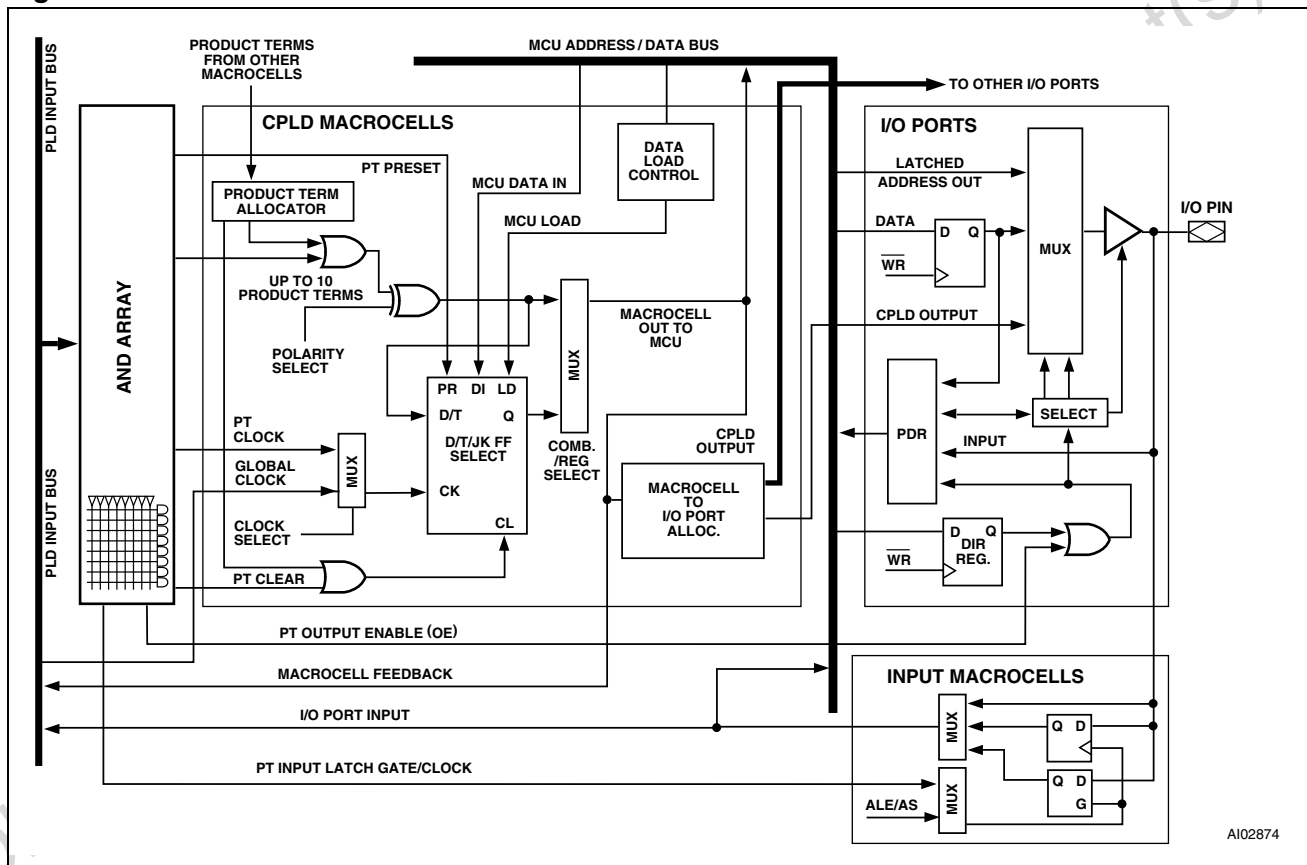 PRODUCT TERMS
FROM OTHER
MACROCELLS
MCU ADDRESS / DATA BUS
TO OTHER I/O PORTS
PLD INPUT BUS
CPLD MACROCELLS
I/O PORTS
PT PRESET
MCU DATA IN
DATA
LOAD
CONTROL
LATCHED
ADDRESS OUT
PRODUCT TERM
ALLOCATOR
MCU LOAD
I/O PIN
DATA
D Q
MUX
WR
UP TO 10
PRODUCT TERMS
AND ARRAY
POLARITY
SELECT
MUX
MACROCELL
OUT TO
MCU
CPLD OUTPUT
PR DI LD
D/T Q
D/T/JK FF
SELECT
CK
CL
COMB.
/REG
SELECT
CPLD
OUTPUT
PDR
SELECT
INPUT
PT
CLOCK
GLOBAL
CLOCK
MUX
CLOCK
SELECT
PLD INPUT BUS
MACROCELL
TO
I/O PORT
ALLOC.
D Q
DIR
REG.
WR
PT CLEAR
PT OUTPUT ENABLE (OE)
MACROCELL FEEDBACK
INPUT MACROCELLS
I/O PORT INPUT
MUX
Q D
PT INPUT LATCH GATE/CLOCK
MUX
Q D
G
ALE/AS
AI02874